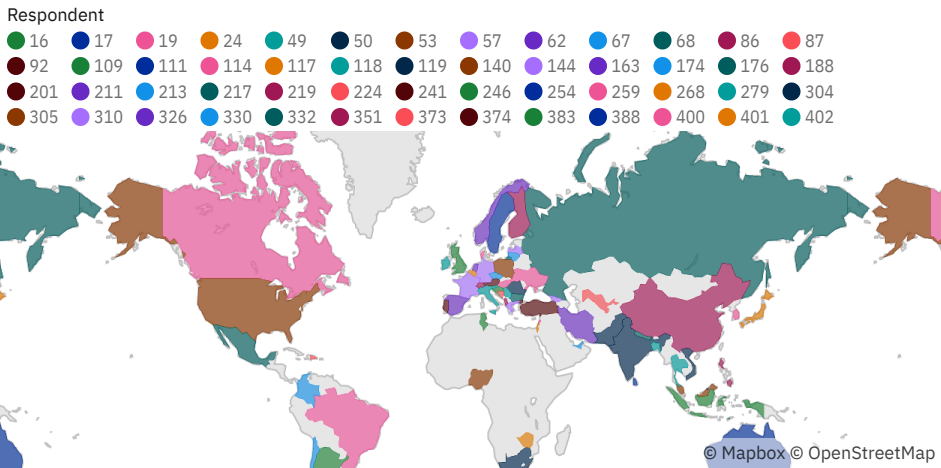 Respondent
16 17 19 24 49 50 53 57 62 67 68 86 87
92 109 111 114 117 118 119 140 144 163 174 176 188
201 211 213 217 219 224 241 246 254 259 268 279 304
305 310 326 330 332 351 373 374 383 388 400 401 402
© Mapbox © OpenStreetMap